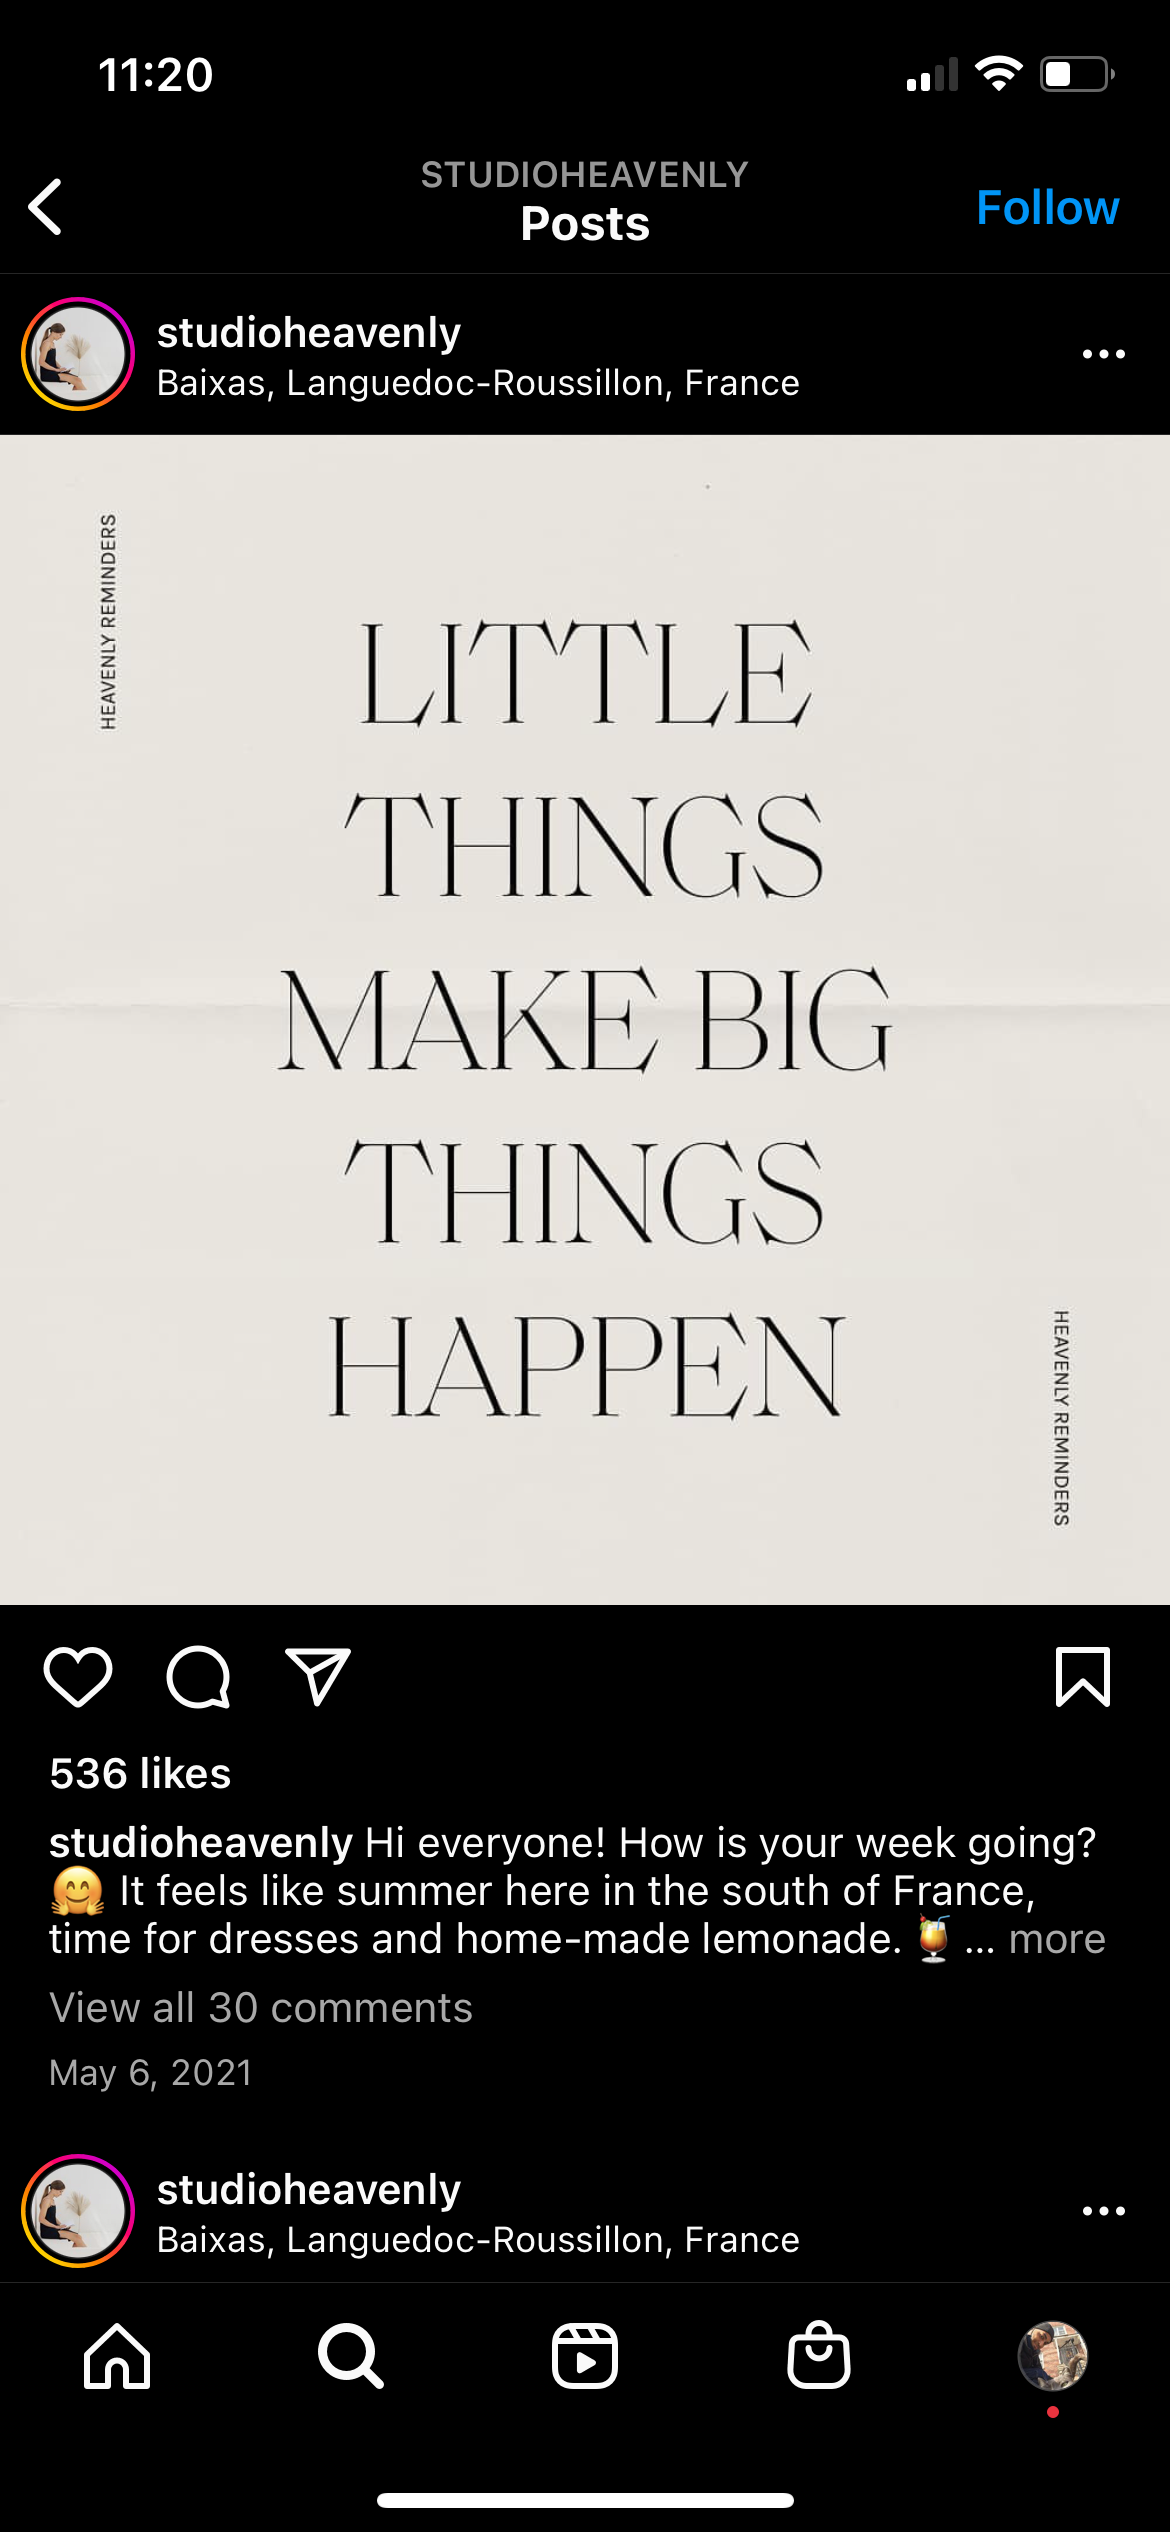 11:20
STUDIOHEAVENLY
Posts
Follow
studioheavenly
Baixas, Languedoc-Roussillon, France
HEAVENLY REMINDERS
LITTLE
THINGS
MAKE BIG
THINGS
HAPPEN
HEAVENLY REMINDERS
536 likes
studioheavenly Hi everyone! How is your week going?
🤗 It feels like summer here in the south of France,
time for dresses and home-made lemonade. 🍹 ... more
View all 30 comments
May 6, 2021
studioheavenly
Baixas, Languedoc-Roussillon, France